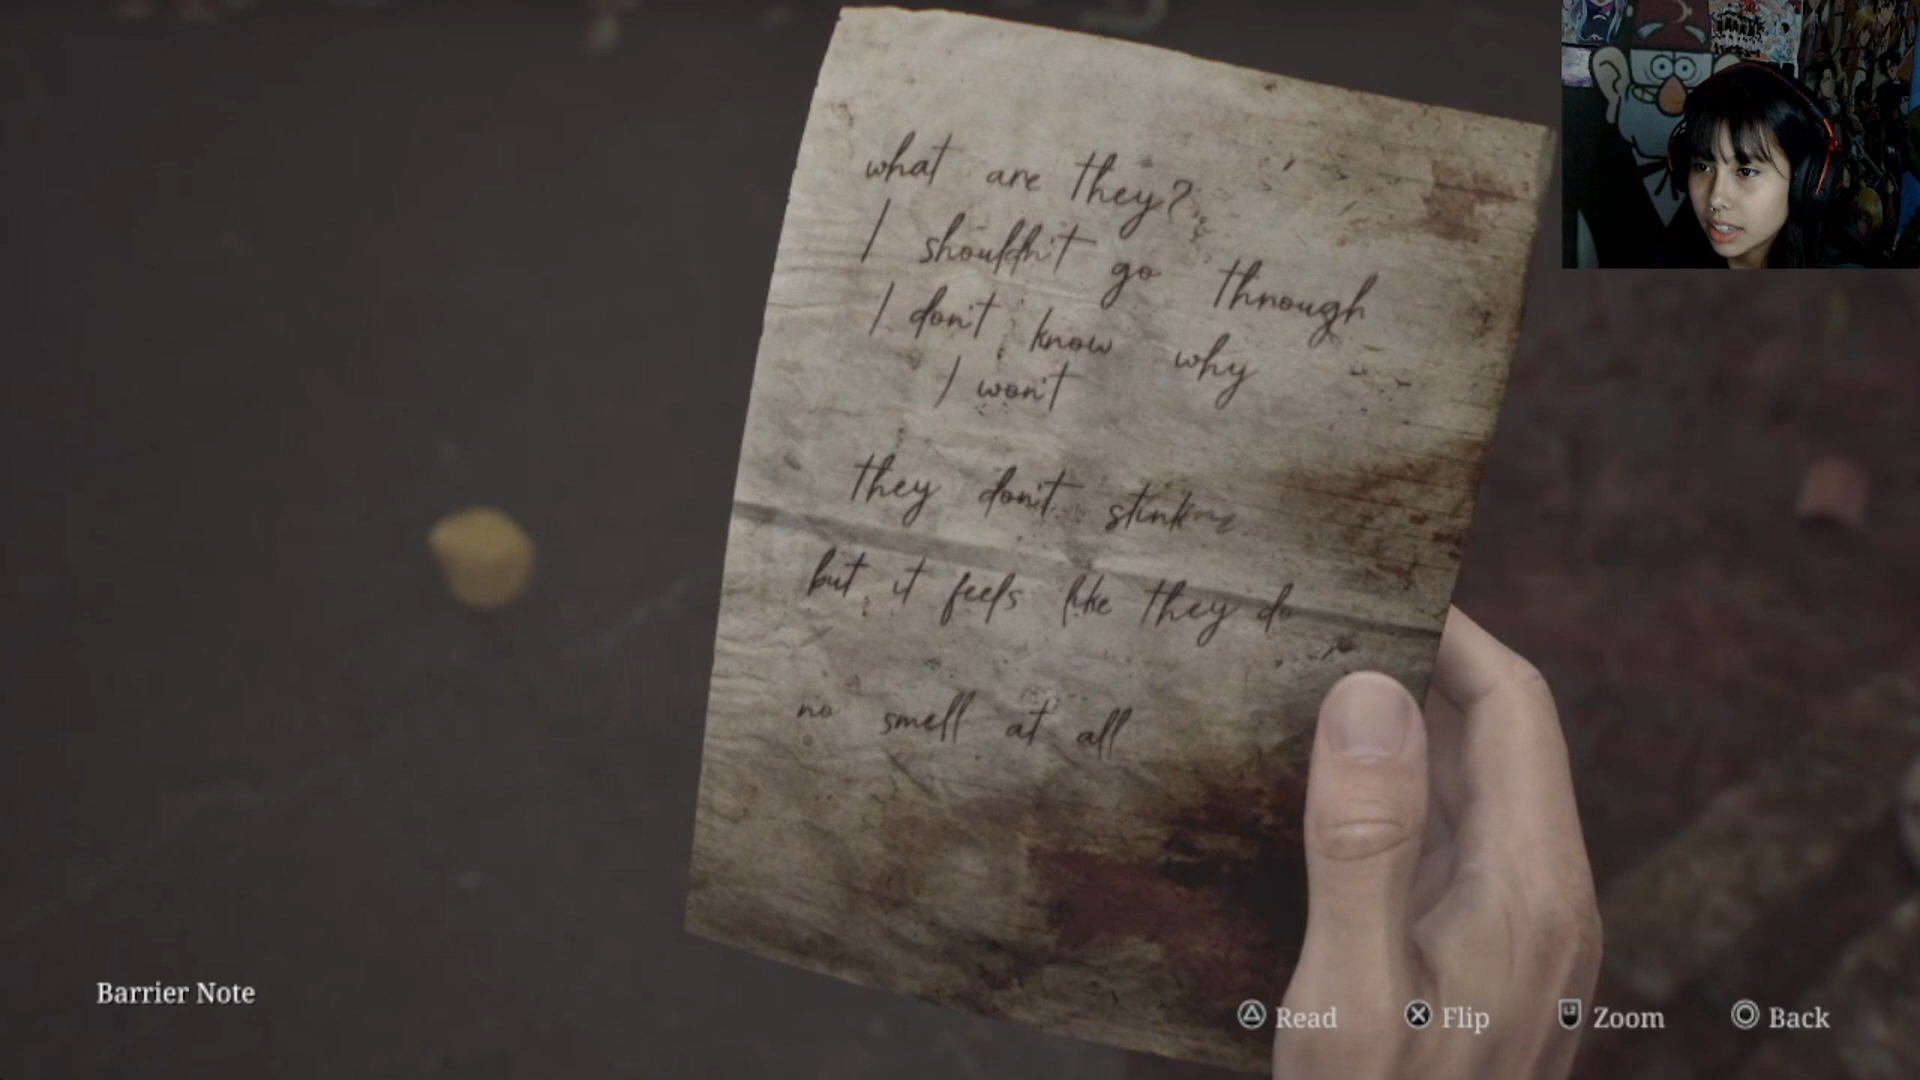 what are they?
I shouldn't go through
I don't know why
I won't
they don't stink
but it feels like they do
no smell at all
Barrier Note
Read
Flip
L2 Zoom
Back